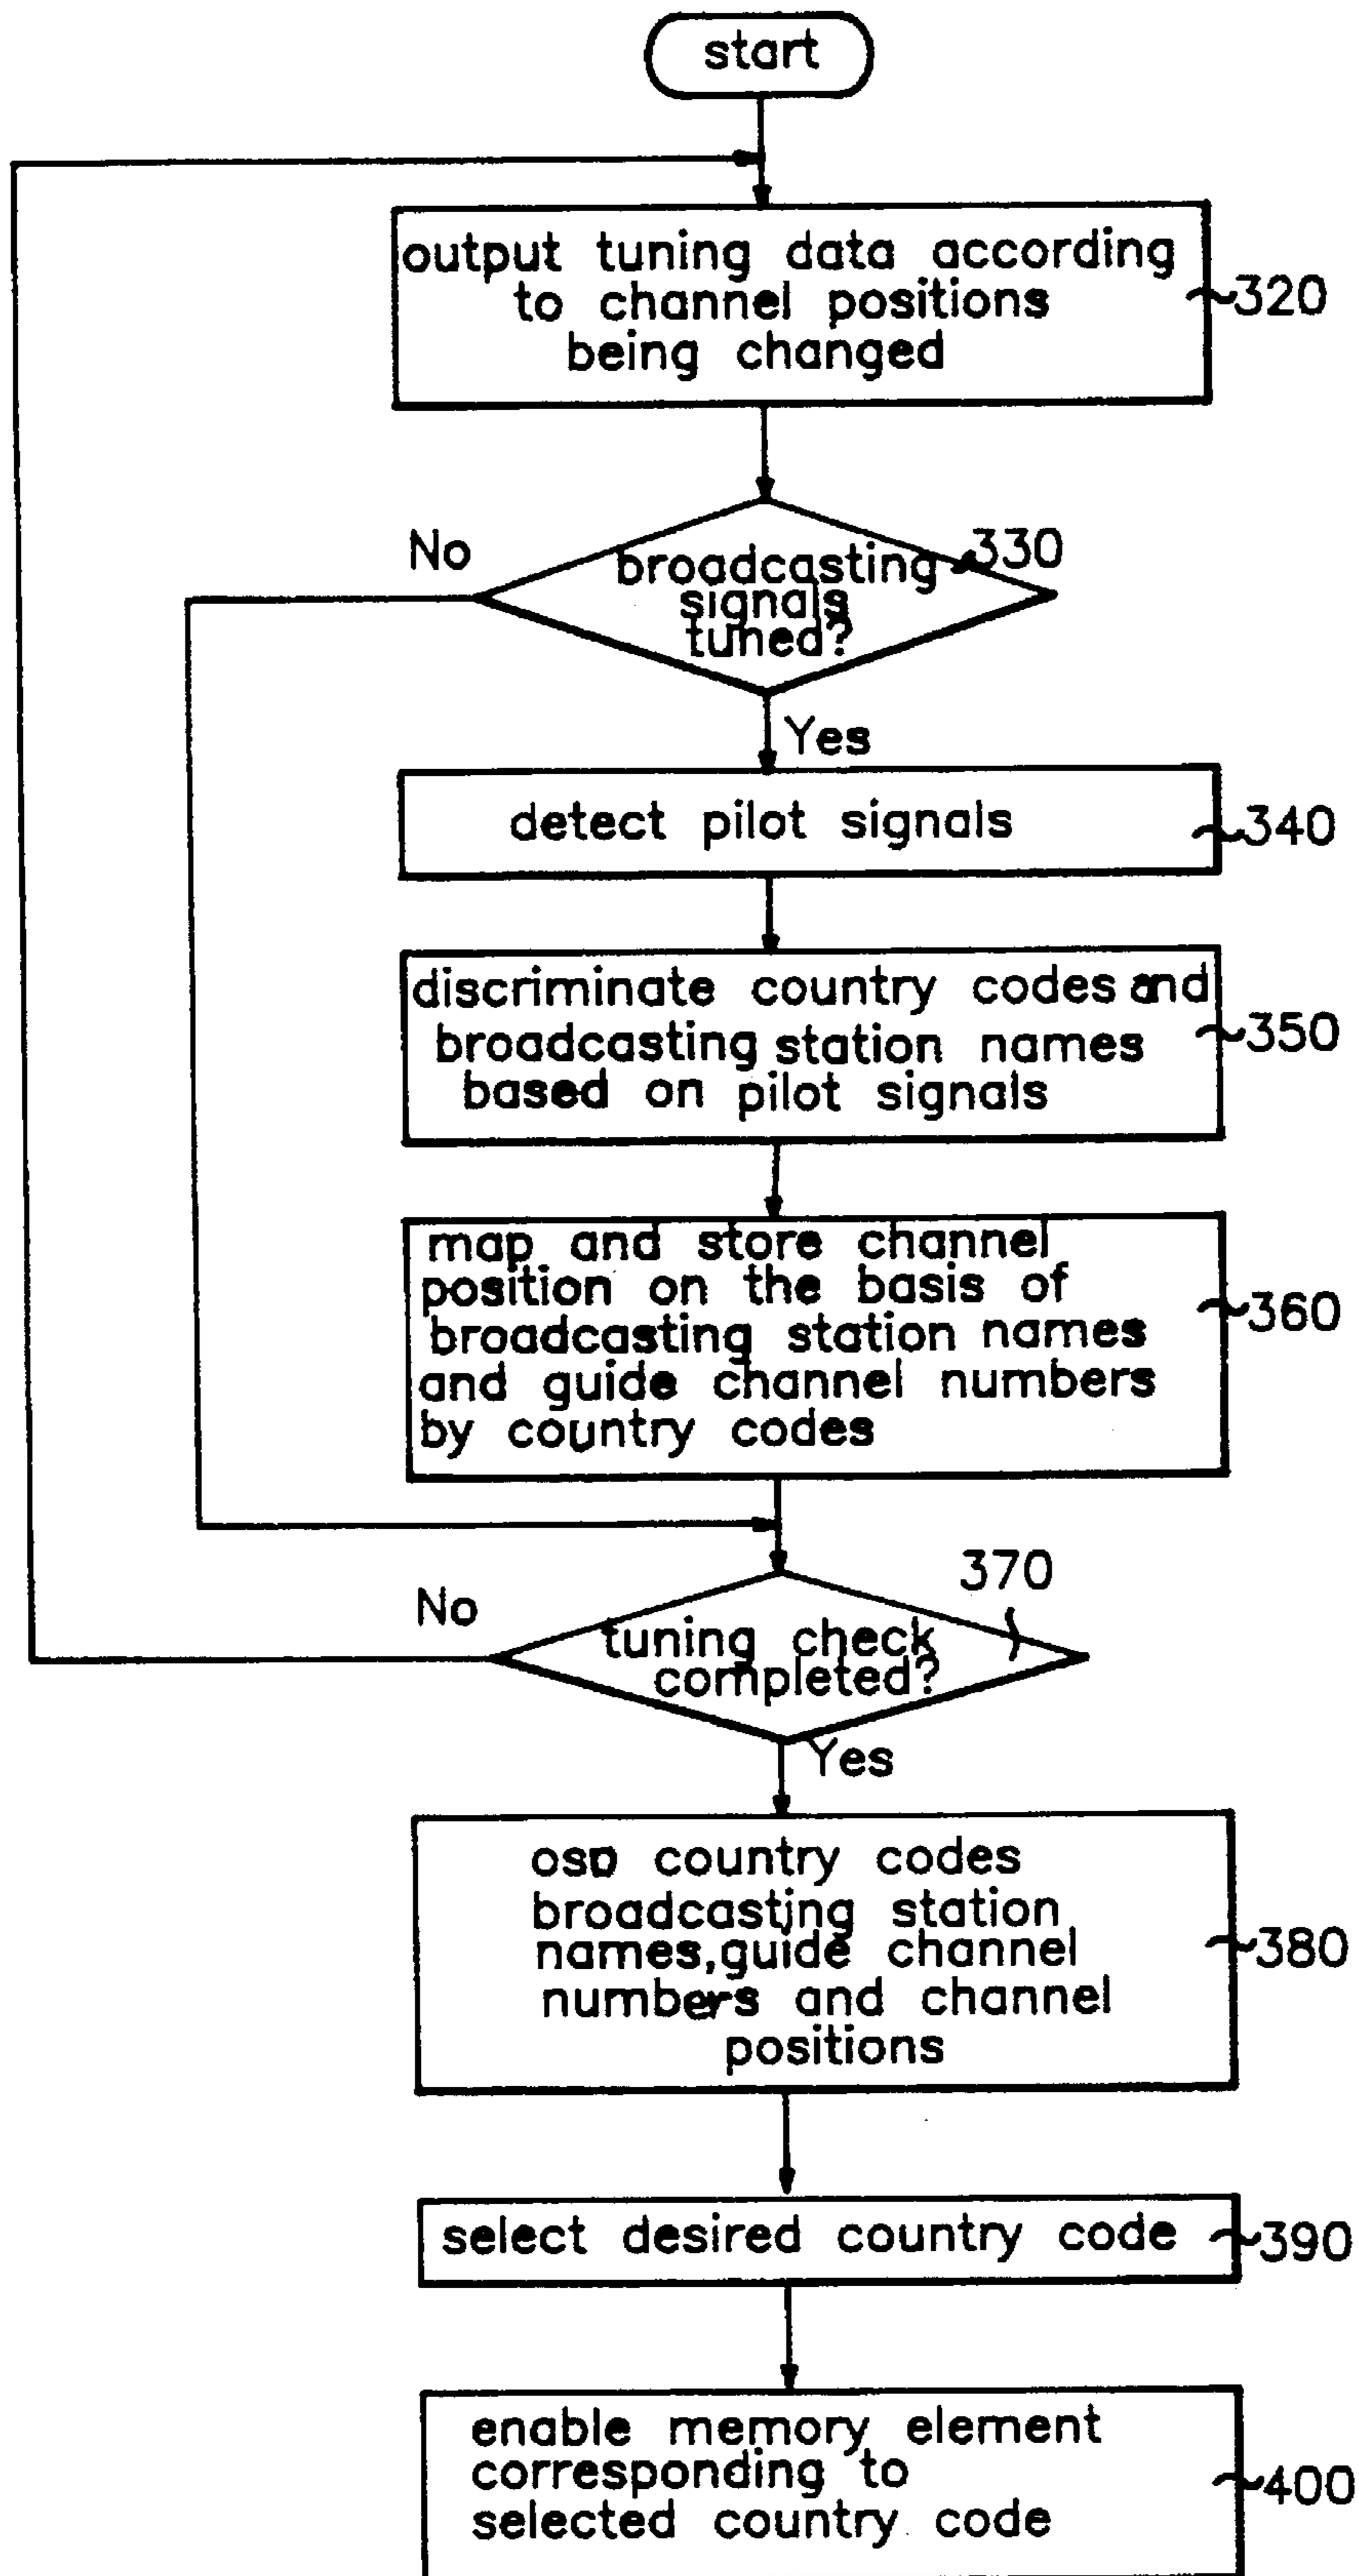 start
output tuning data according
to channel positions
being changed
320
No
330
broadcasting
signals
tuned?
Yes
detect pilot signals
340
discriminate country codes and
broadcasting station names
based on pilot signals
350
map and store channel
position on the basis of
broadcasting station names
and guide channel numbers
by country codes
360
370
No
tuning check
completed?
Yes
OSD country codes
broadcasting station
names,guide channel
numbers and channel
positions
380
select desired country code
390
enable memory element
corresponding to
selected country code
400